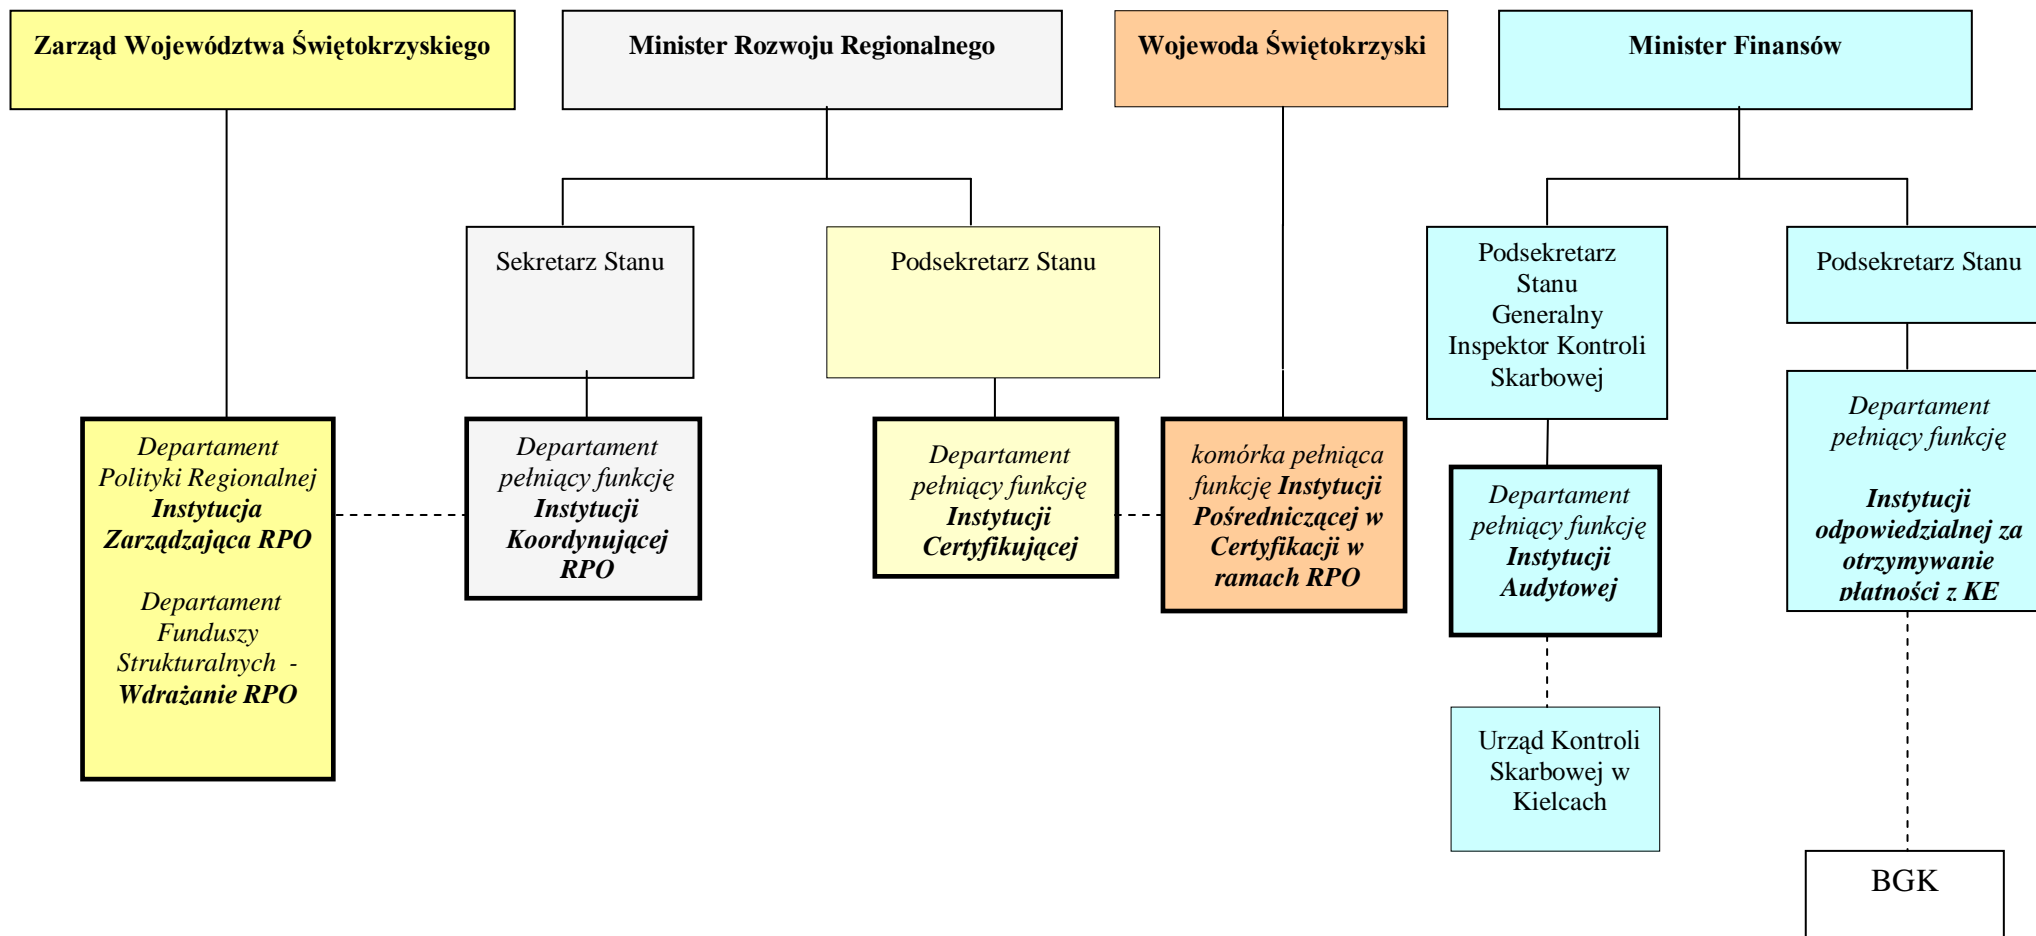 Zarząd Województwa Świętokrzyskiego
Minister Rozwoju Regionalnego
Wojewoda Świętokrzyski
Minister Finansów
Sekretarz Stanu
Podsekretarz Stanu
Podsekretarz
Stanu
Generalny
Inspektor Kontroli
Skarbowej
Podsekretarz Stanu
Departament
Polityki Regionalnej
Instytucja
Zarządzająca RPO
Departament
Funduszy
Strukturalnych -
Wdrażanie RPO
Departament
pełniący funkcję
Instytucji
Koordynującej
RPO
Departament
pełniący funkcję
Instytucji
Certyfikującej
komórka pełniąca
funkcję Instytucji
Pośredniczącej w
Certyfikacji w
ramach RPO
Departament
pełniący funkcję
Instytucji
Audytowej
Departament
pełniący funkcję
Instytucji
odpowiedzialnej za
otrzymywanie
płatności z KE
Urząd Kontroli
Skarbowej w
Kielcach
BGK